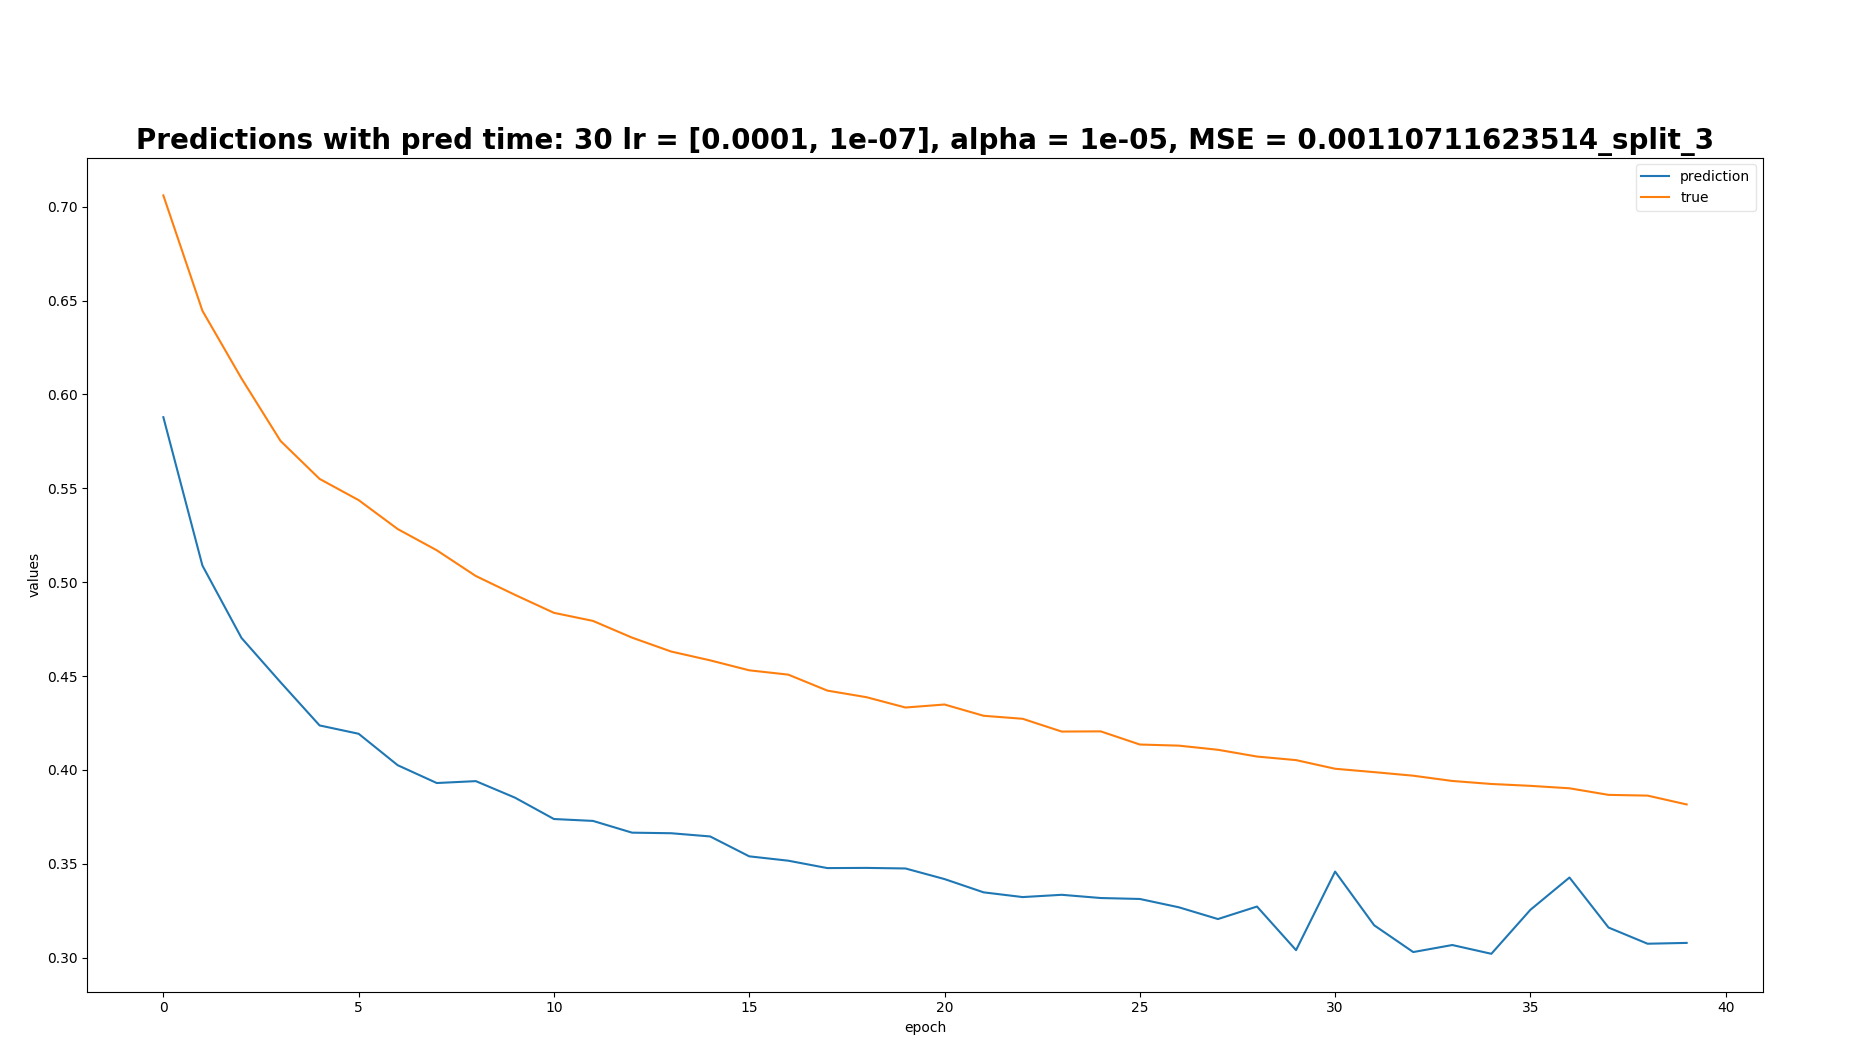 Predictions with pred time: 30 lr = [0.0001, 1e-07], alpha = 1e-05, MSE = 0.00110711623514_split_3
prediction
true
values
0.70
0.65
0.60
0.55
0.50
0.45
0.40
0.35
0.30
0 5 10 15 20 25 30 35 40
epoch